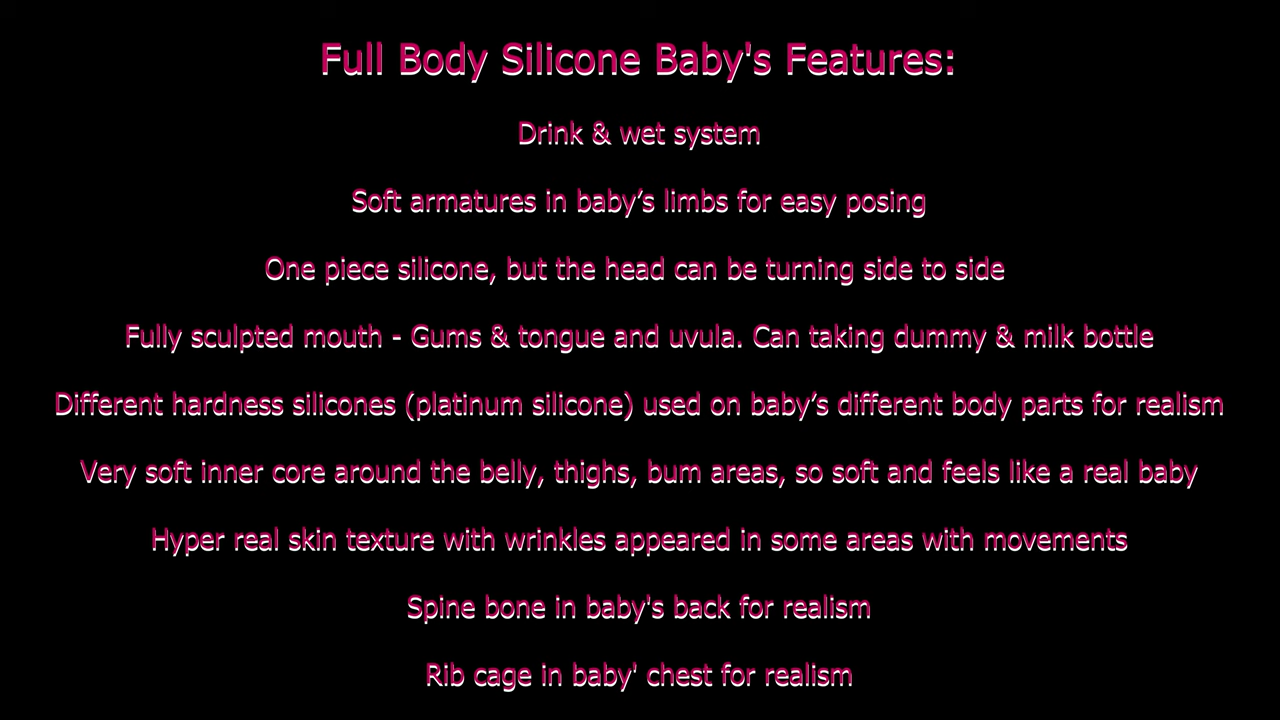 Full Body Silicone Baby's Features:
Drink & wet system
Soft armatures in baby’s limbs for easy posing
One piece silicone, but the head can be turning side to side
Fully sculpted mouth - Gums & tongue and uvula. Can taking dummy & milk bottle
Different hardness silicones (platinum silicone) used on baby’s different body parts for realism
Very soft inner core around the belly, thighs, bum areas, so soft and feels like a real baby
Hyper real skin texture with wrinkles appeared in some areas with movements
Spine bone in baby's back for realism
Rib cage in baby' chest for realism